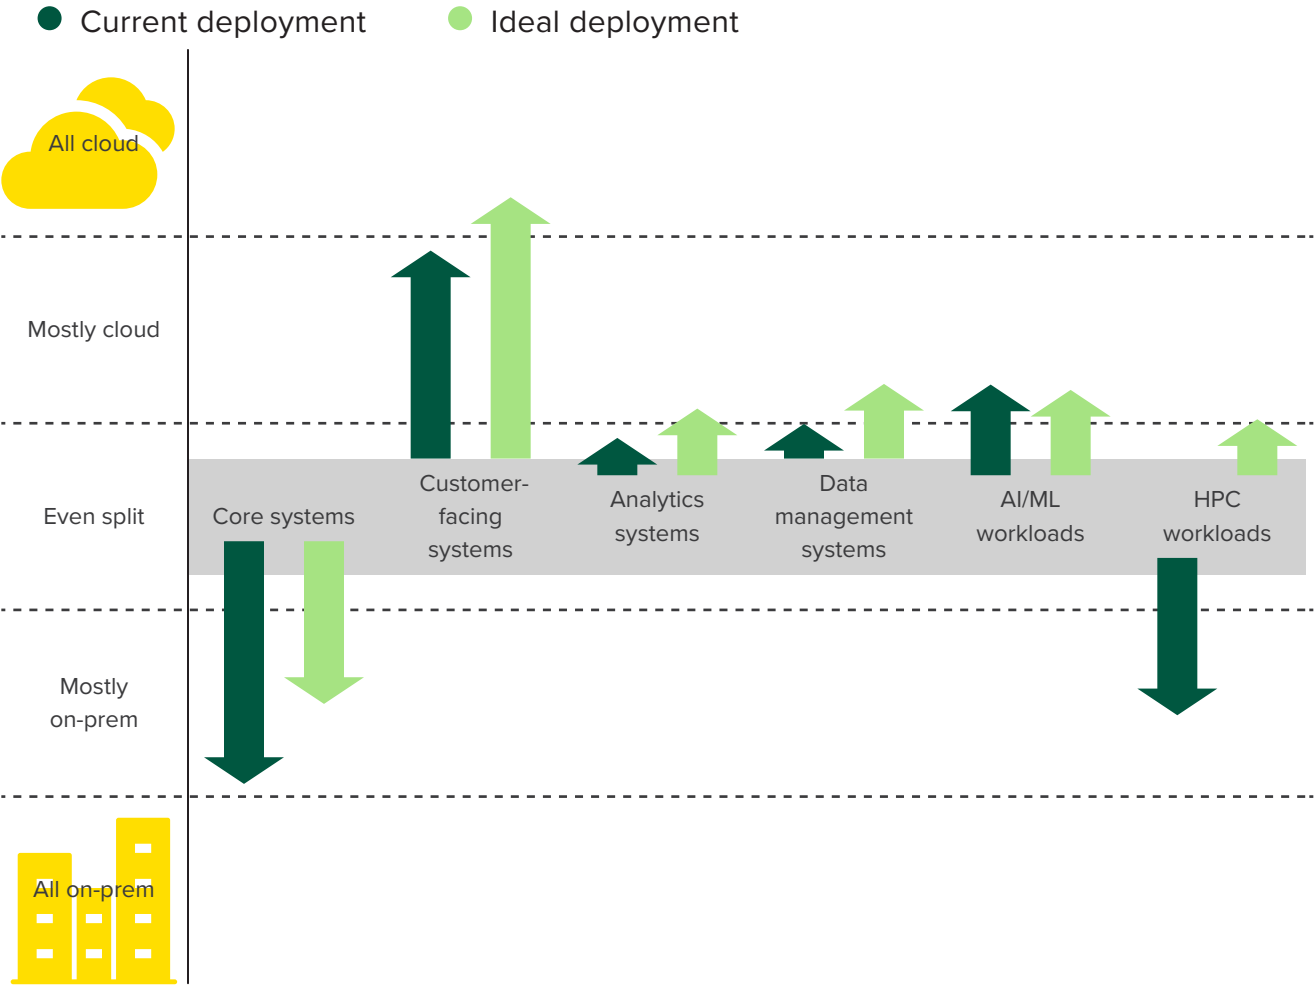 Current deployment
Ideal deployment
All cloud
Mostly cloud
Even split
Mostly
on-prem
All on-prem
Core systems
Customer-
facing
systems
Analytics
systems
Data
management
systems
AI/ML
workloads
HPC
workloads